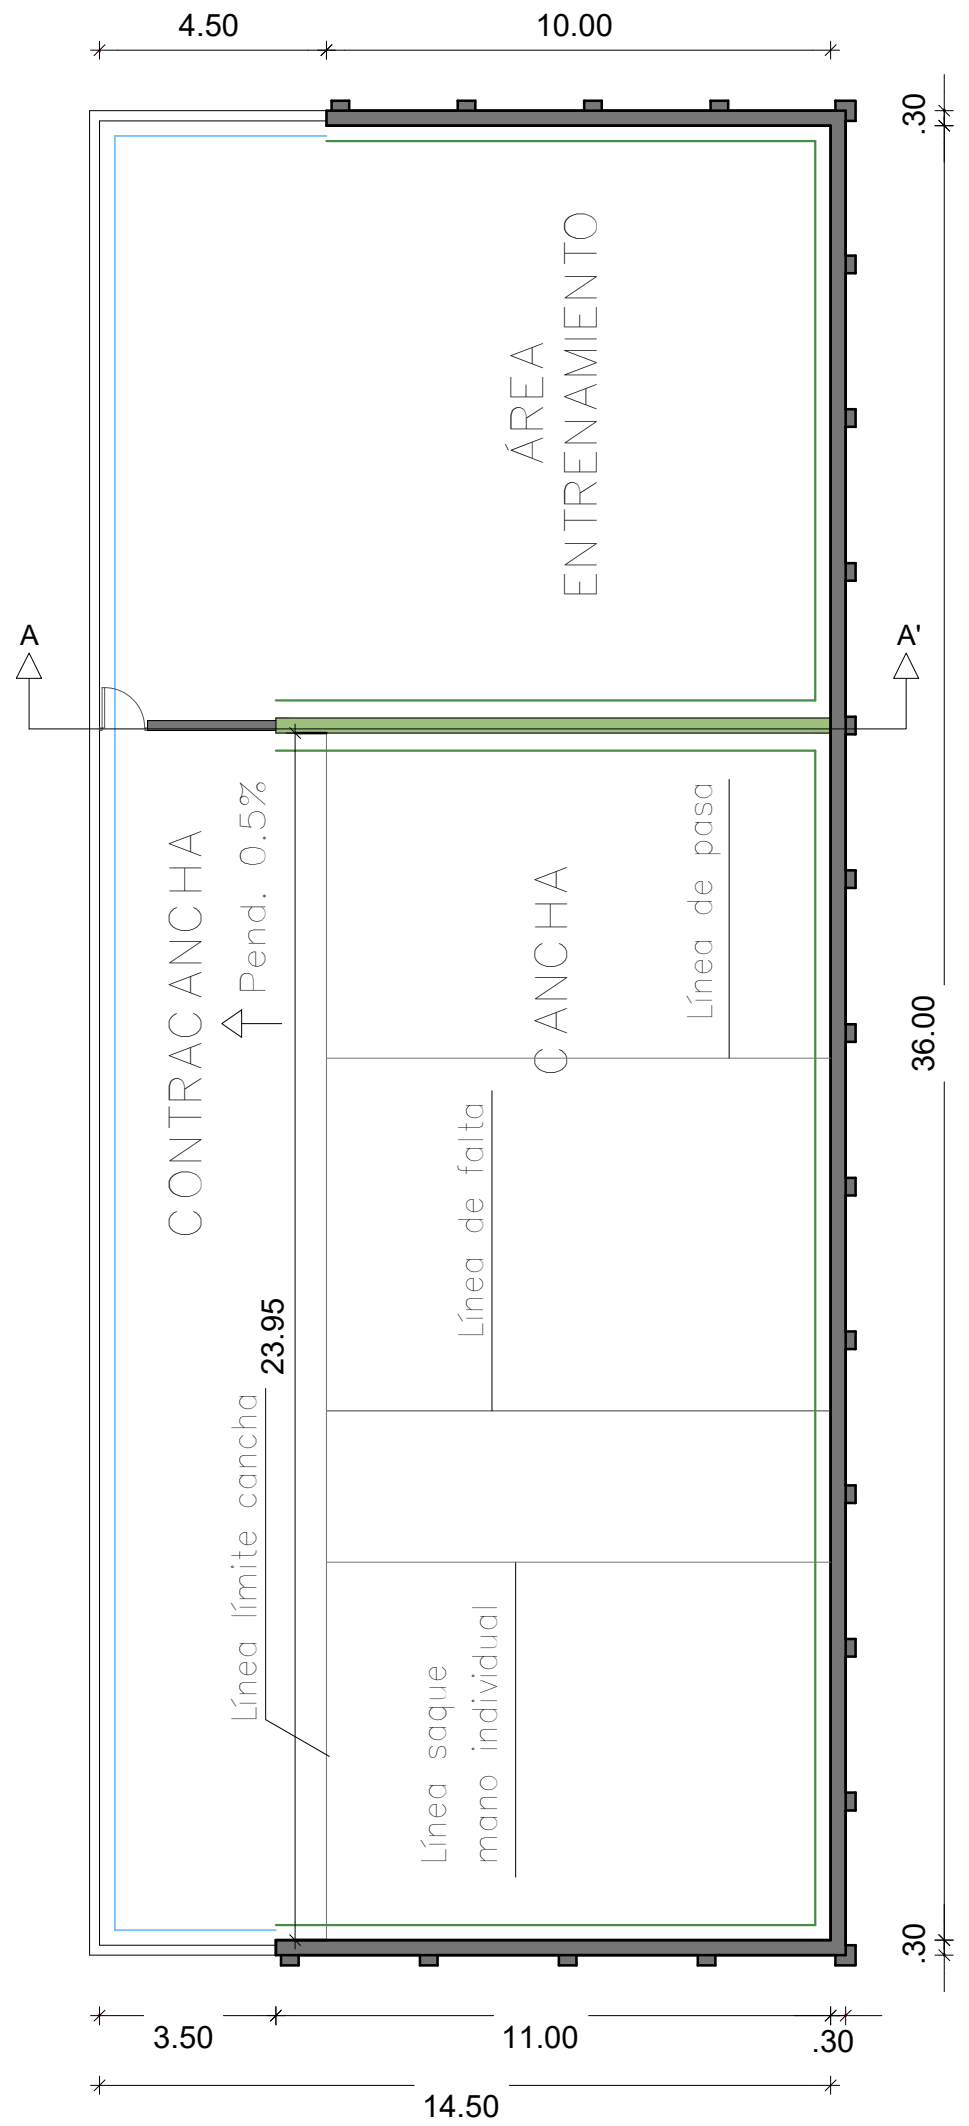 4.50
10.00
.30
ÁREA
ENTRENAMIENTO
A
A'
CONTRACANCHA
Pend. 0.5%
CANCHA
Línea de pasa
36.00
Línea de falta
23.95
Línea límite cancha
Línea saque
mano individual
.30
3.50
11.00
.30
14.50